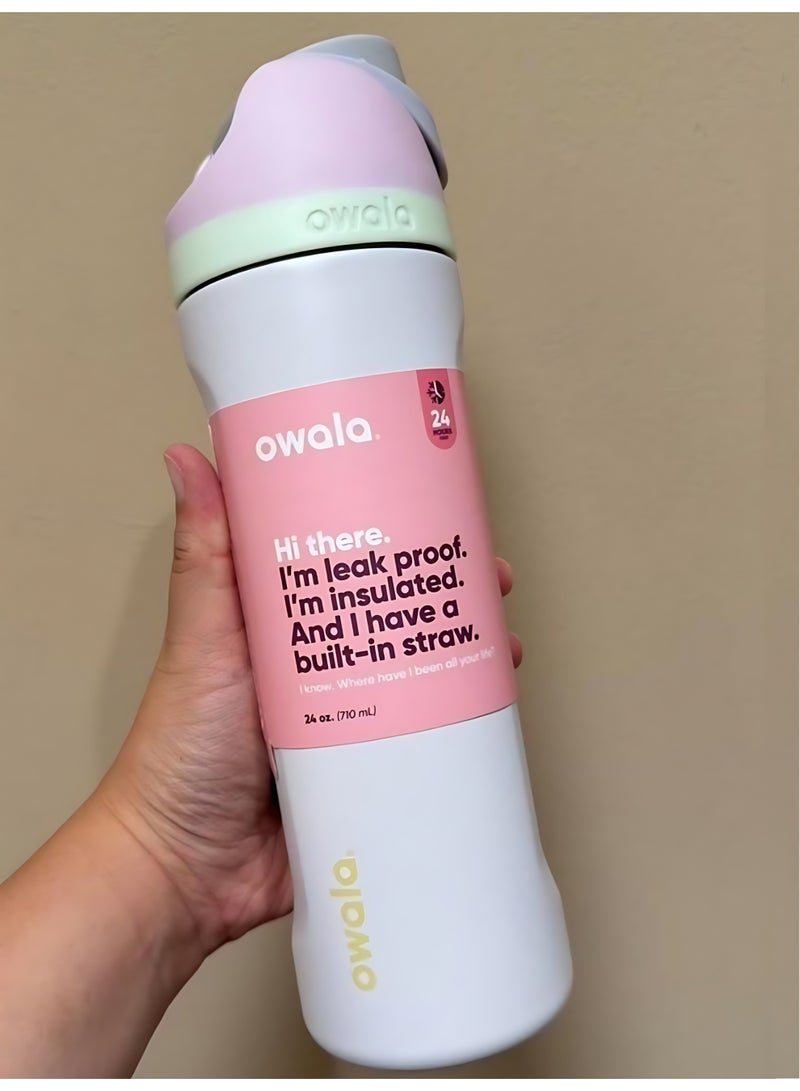 owala
owala
24
HOURS
Hi there.
I'm leak proof.
I'm insulated.
And I have a
built-in straw.
I know. Where have I been all your life?
24 oz. (710 mL)
owala